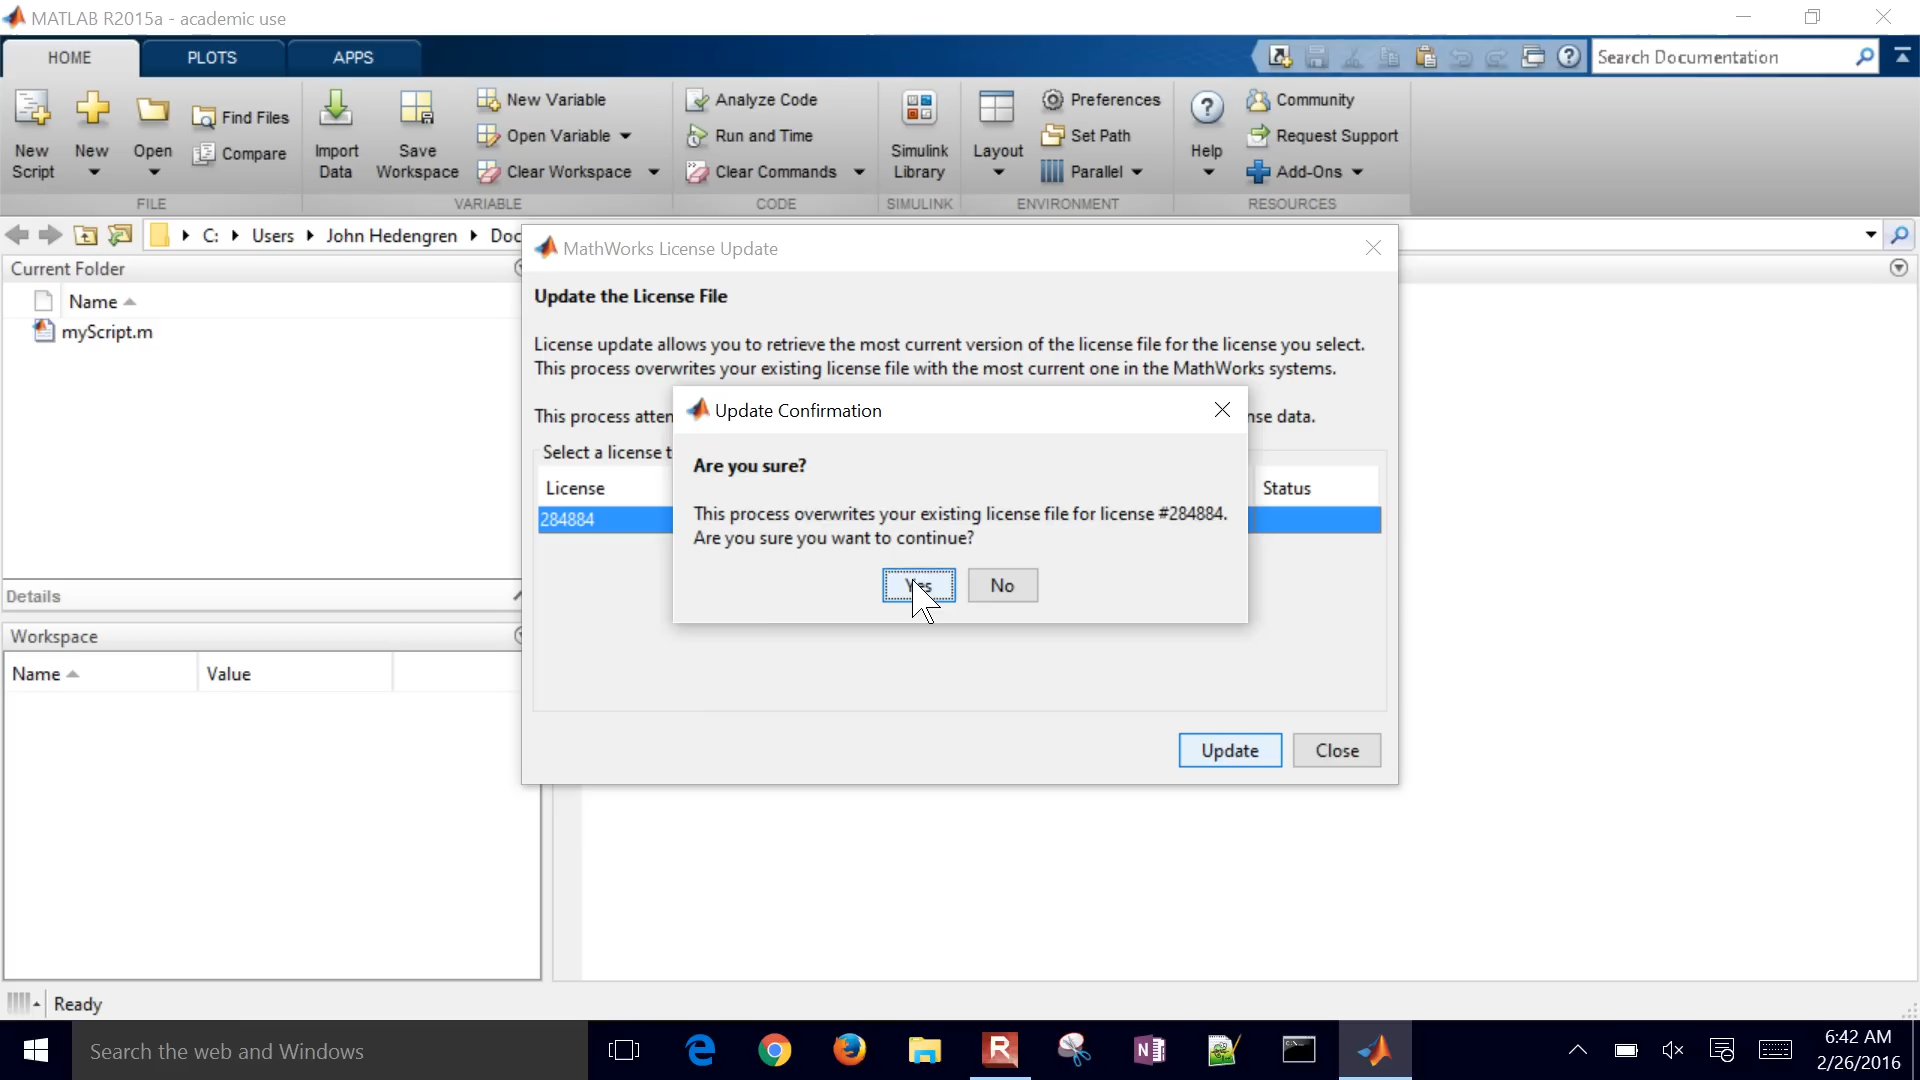 MATLAB R2015a - academic use
HOME
PLOTS
APPS
Search Documentation
New Script
New
Open
Find Files
Compare
FILE
Import Data
Save Workspace
New Variable
Open Variable
Clear Workspace
VARIABLE
Analyze Code
Run and Time
Clear Commands
CODE
Simulink Library
SIMULINK
Layout
Preferences
Set Path
Parallel
ENVIRONMENT
Help
Community
Request Support
Add-Ons
RESOURCES
C: Users John Hedengren
Current Folder
Name
myScript.m
Details
Workspace
Name Value
MathWorks License Update
Update the License File
License update allows you to retrieve the most current version of the license file for the license you select.
This process overwrites your existing license file with the most current one in the MathWorks systems.
This process data.
Select a license
License Status
284884
Update Confirmation
Are you sure?
This process overwrites your existing license file for license #284884.
Are you sure you want to continue?
Yes No
Update Close
Ready
Search the web and Windows
6:42 AM
2/26/2016